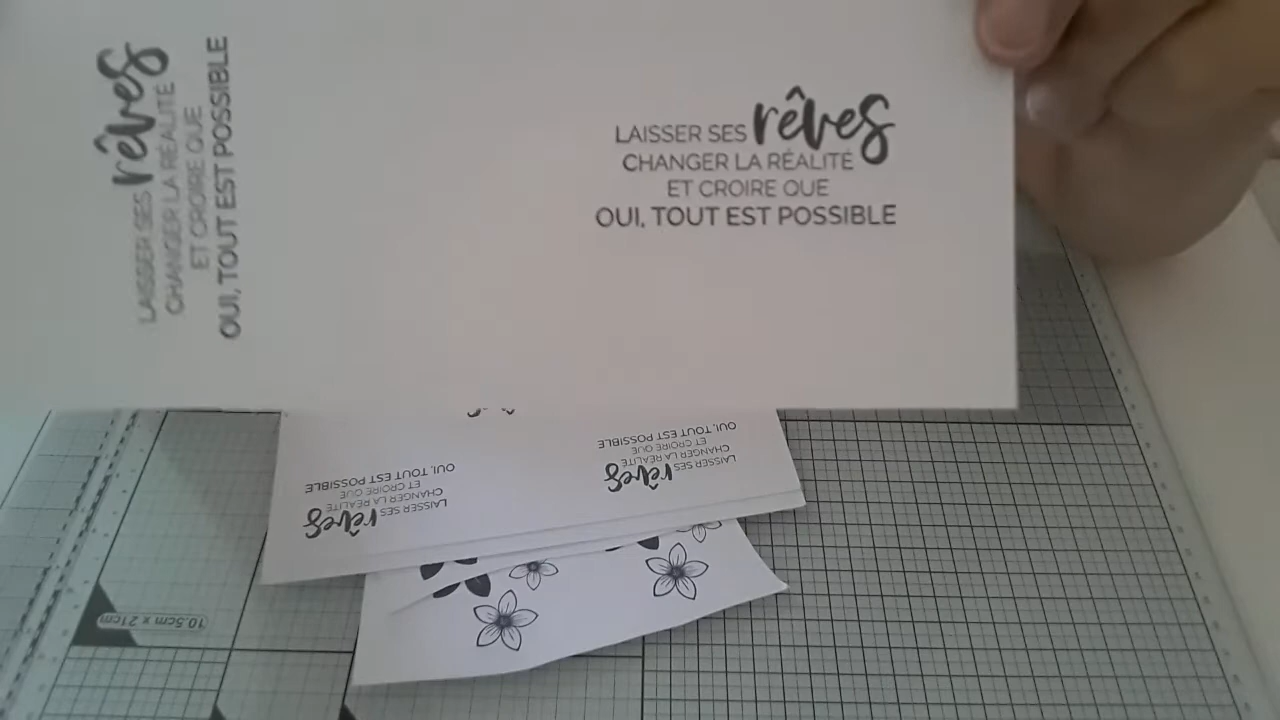 LAISSER SES rêves
CHANGER LA RÉALITÉ
ET CROIRE QUE
OUI, TOUT EST POSSIBLE
LAISSER SES rêves
CHANGER LA RÉALITÉ
ET CROIRE QUE
OUI, TOUT EST POSSIBLE
LAISSER SES rêves
CHANGER LA RÉALITÉ
ET CROIRE QUE
OUI, TOUT EST POSSIBLE
LAISSER SES rêves
CHANGER LA RÉALITÉ
ET CROIRE QUE
OUI, TOUT EST POSSIBLE
10.5cm x 21cm